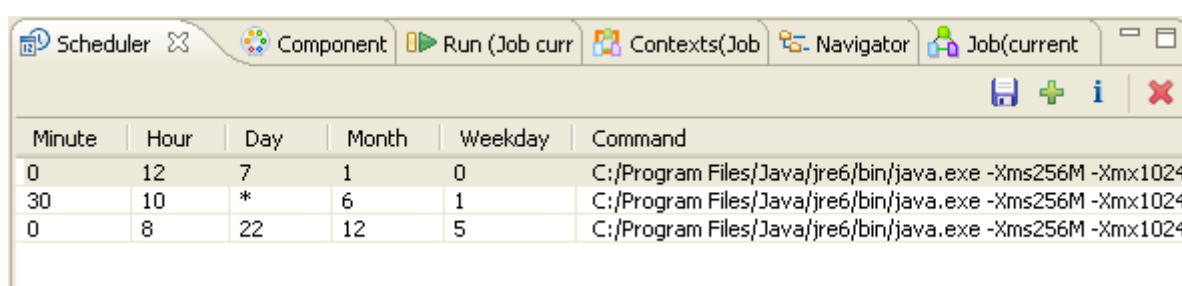 Scheduler Component Run (Job curr Contexts(Job Navigator Job(current
Minute Hour Day Month Weekday Command
0 12 7 1 0 C:/Program Files/Java/jre6/bin/java.exe -Xms256M -Xmx1024
30 10 * 6 1 C:/Program Files/Java/jre6/bin/java.exe -Xms256M -Xmx1024
0 8 22 12 5 C:/Program Files/Java/jre6/bin/java.exe -Xms256M -Xmx1024